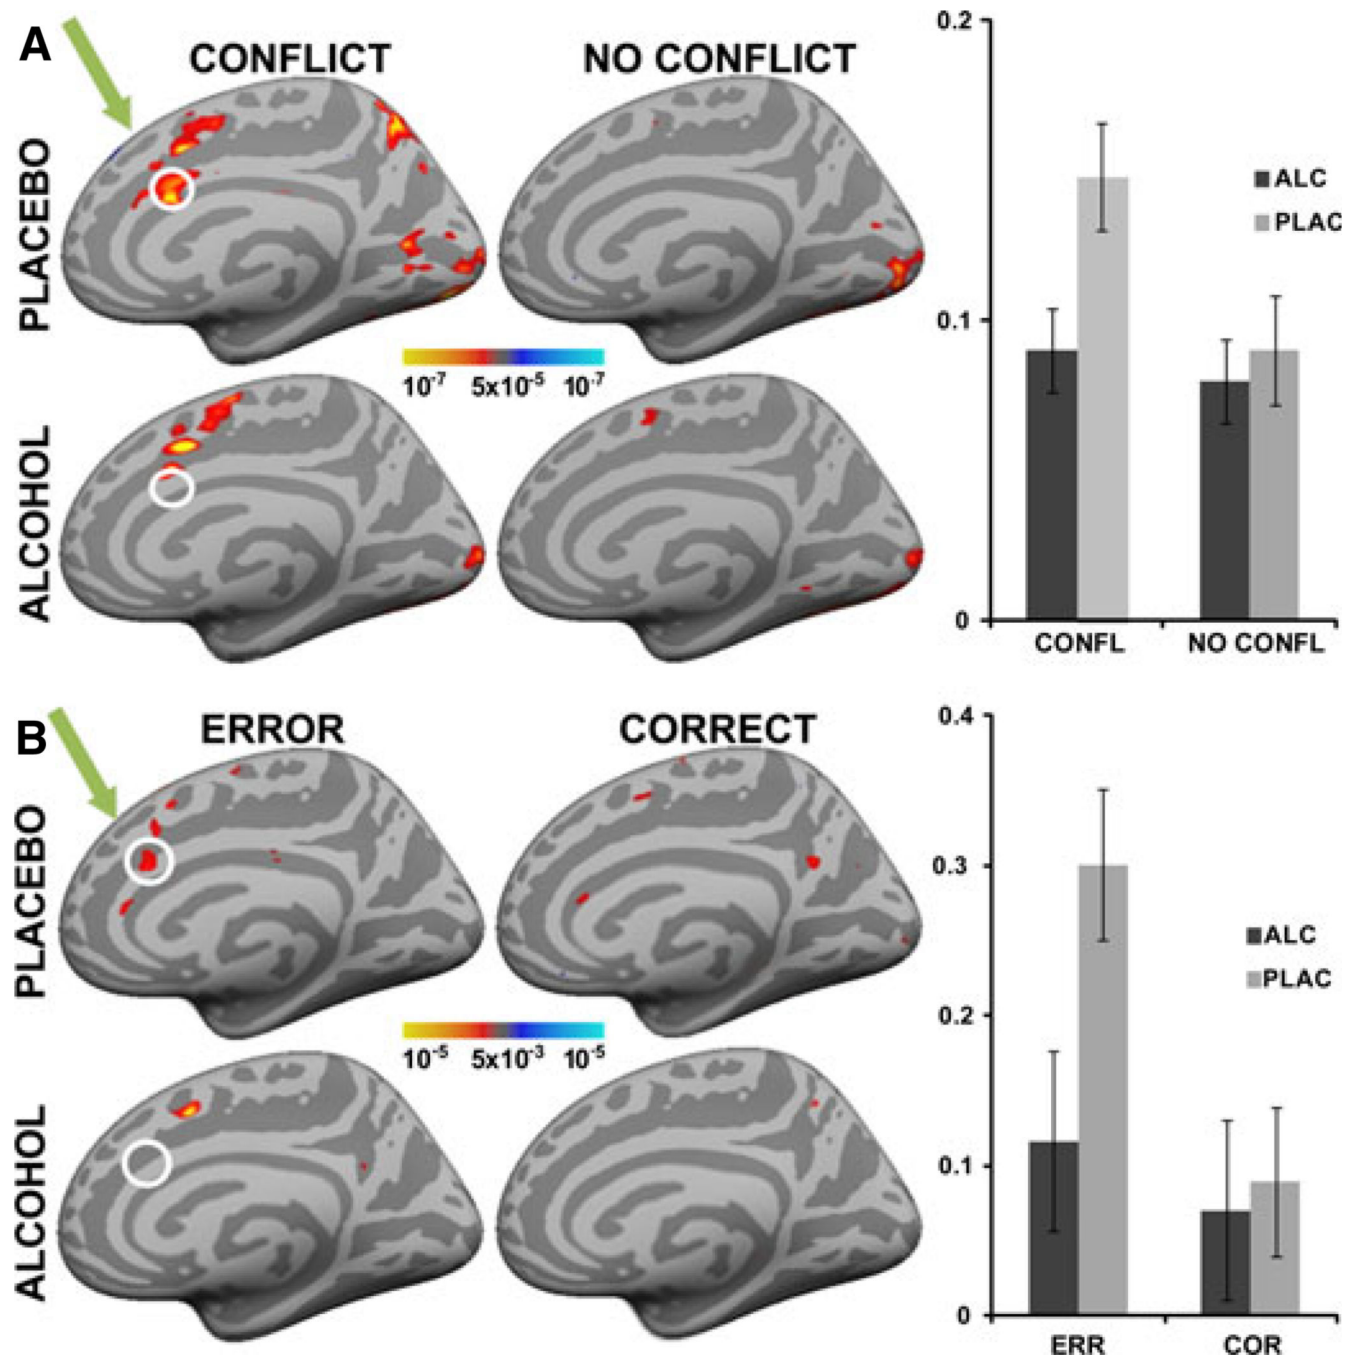 A
CONFLICT
NO CONFLICT
PLACEBO
ALCOHOL
10-7
5x10-5
10-7
0.2
0.1
0
ALC
PLAC
CONFL
NO CONFL
B
ERROR
CORRECT
PLACEBO
ALCOHOL
10-5
5x10-3
10-5
0.4
0.3
0.2
0.1
0
ALC
PLAC
ERR
COR